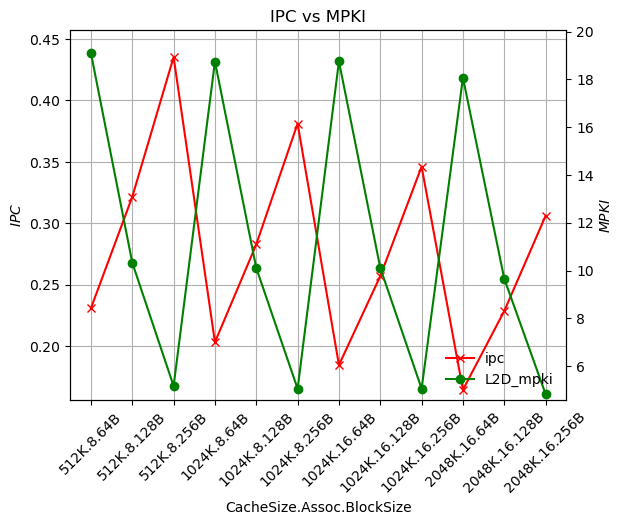 IPC vs MPKI
0.45
0.40
0.35
0.30
0.25
0.20
IPC
20
18
16
14
12
10
8
6
MPKI
ipc
L2D_mpki
512K.8.64B
512K.8.128B
512K.8.256B
1024K.8.64B
1024K.8.128B
1024K.8.256B
1024K.16.64B
1024K.16.128B
1024K.16.256B
2048K.16.64B
2048K.16.128B
2048K.16.256B
CacheSize.Assoc.BlockSize